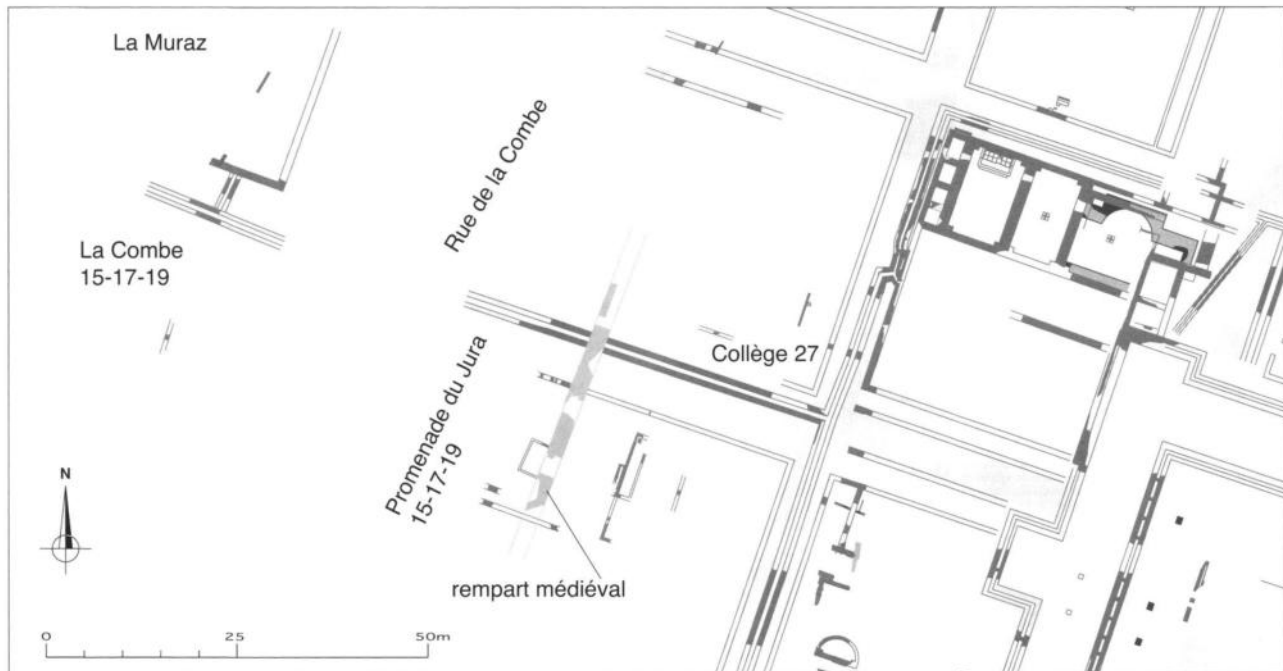 La Muraz
La Combe
15-17-19
Rue de la Combe
Collège 27
Promenade du Jura
15-17-19
rempart médiéval
N
0 25 50m